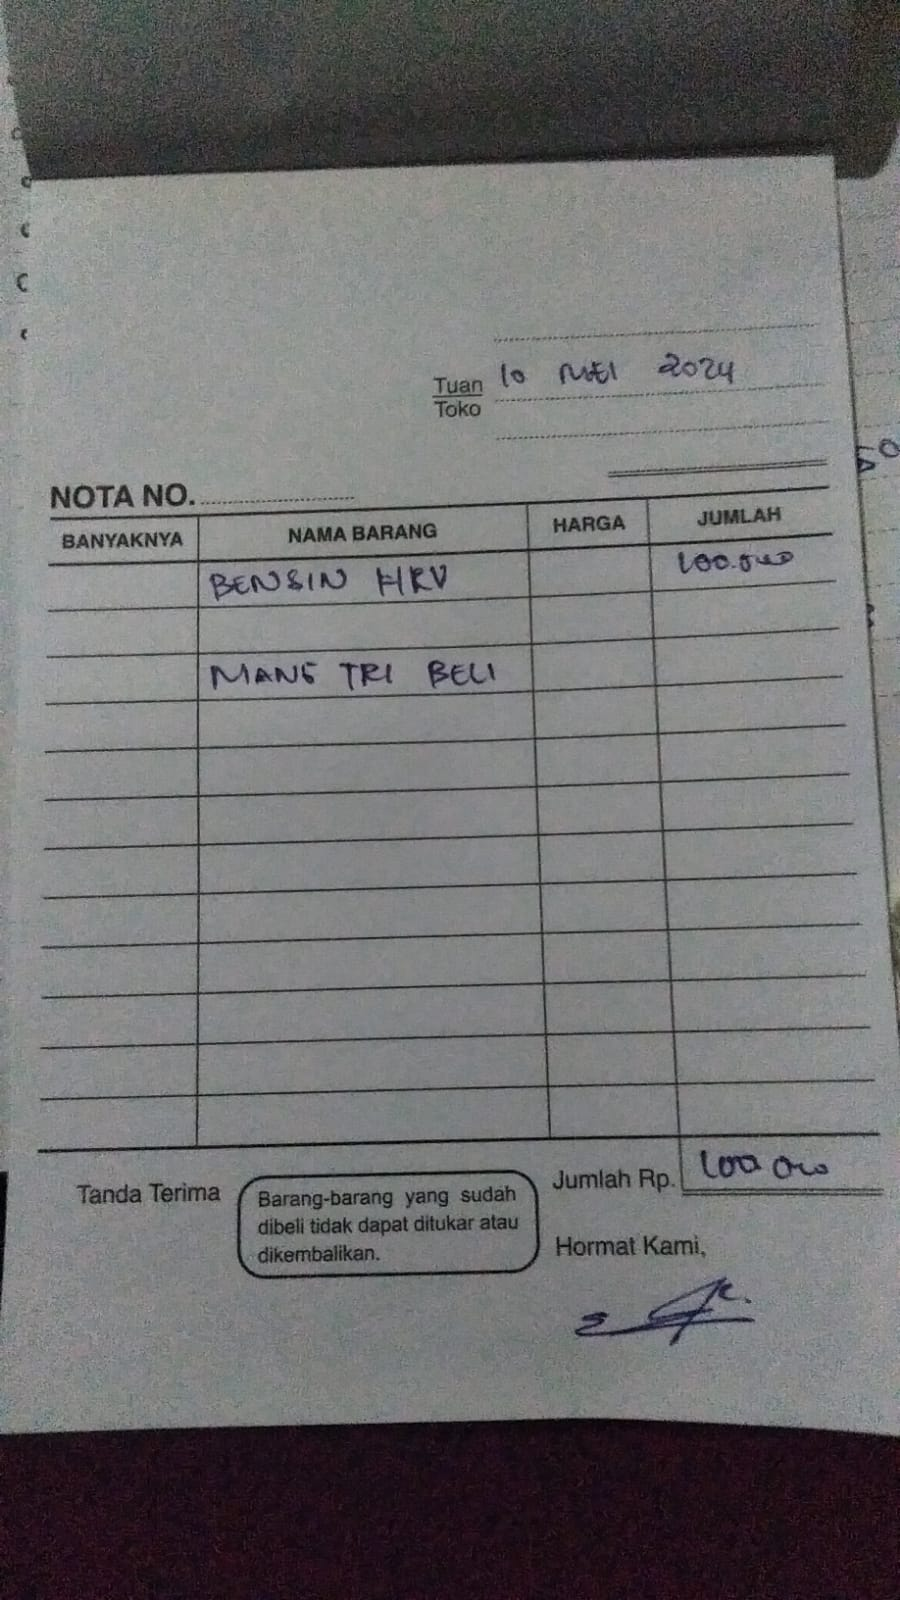 10 MEI 2024
Tuan
Toko
NOTA NO.
BANYAKNYA NAMA BARANG HARGA JUMLAH
BENSIN HRV 100.000
MANG TRI BELI
Jumlah Rp. 100.000
Tanda Terima
Barang-barang yang sudah
dibeli tidak dapat ditukar atau
dikembalikan.
Hormat Kami,